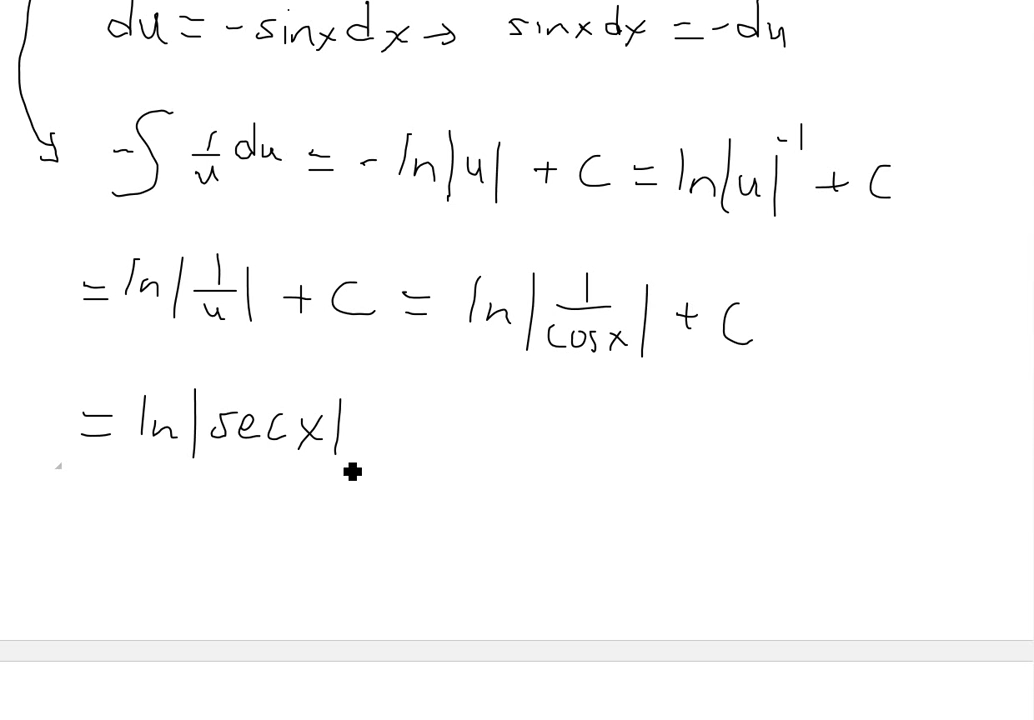 du = -sinx dx → sinx dx = -du
-∫ 1/u du = -ln|u| + C = ln|u|⁻¹ + C
= ln|1/u| + C = ln|1/cosx| + C
= ln|secx|